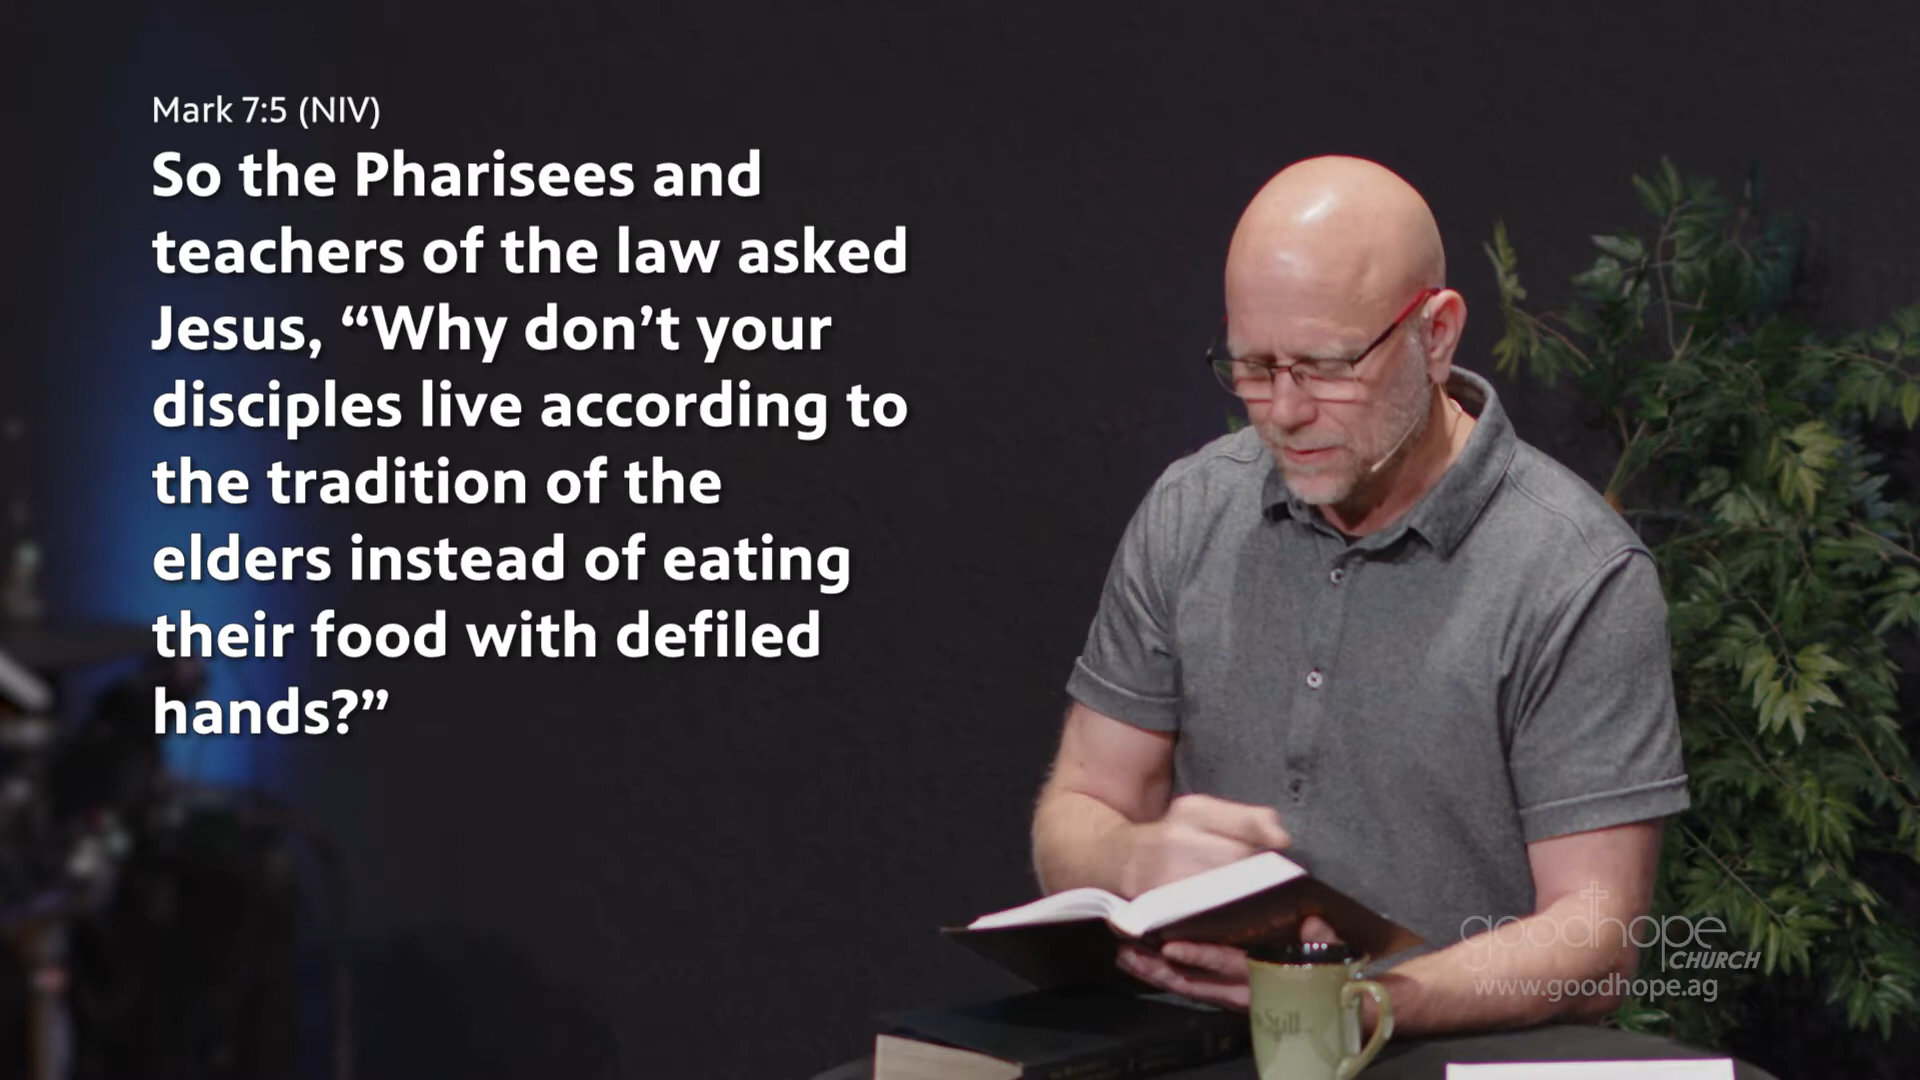 Mark 7:5 (NIV)
So the Pharisees and
teachers of the law asked
Jesus, “Why don’t your
disciples live according to
the tradition of the
elders instead of eating
their food with defiled
hands?”
goodhope
CHURCH
www.goodhope.ag
Still